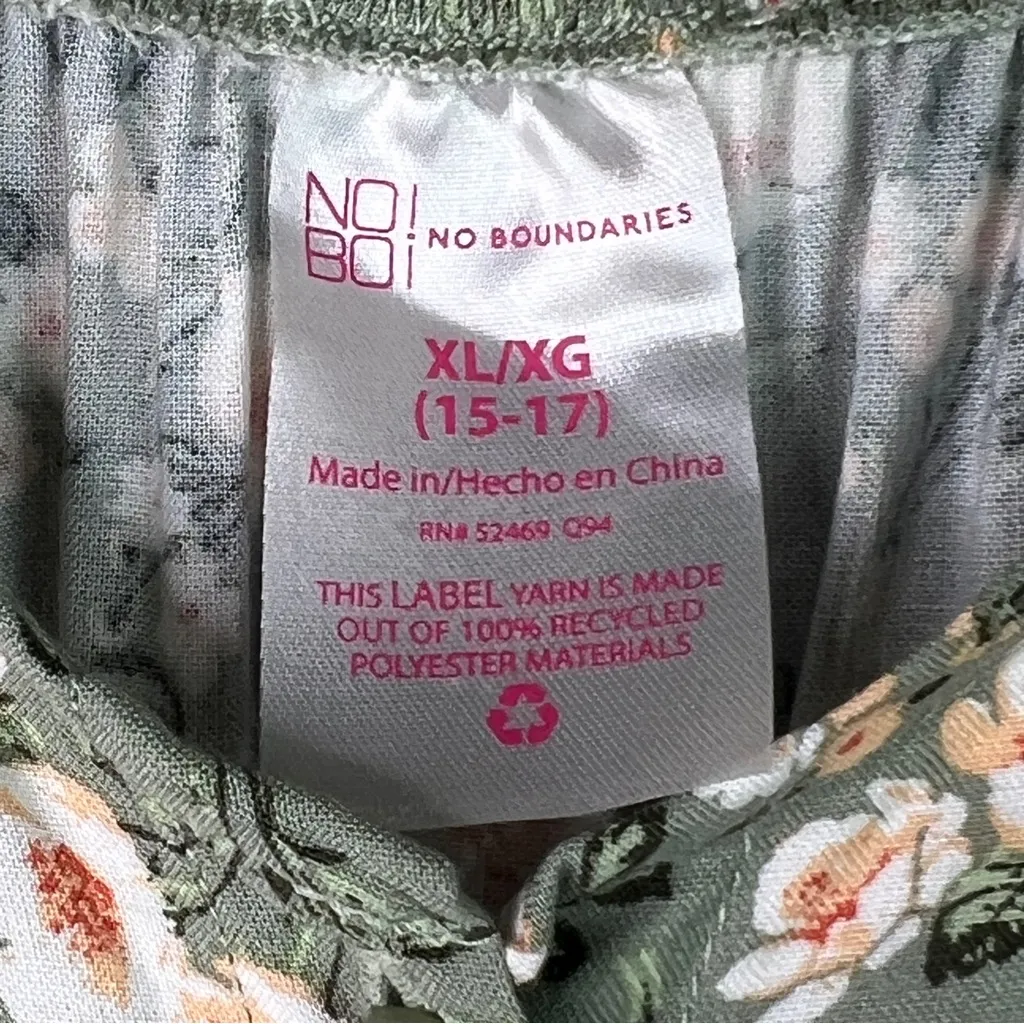 NO!
BO¡
NO BOUNDARIES
XL/XG
(15-17)
Made in/Hecho en China
RN# 52469 Q94
THIS LABEL YARN IS MADE
OUT OF 100% RECYCLED
POLYESTER MATERIALS